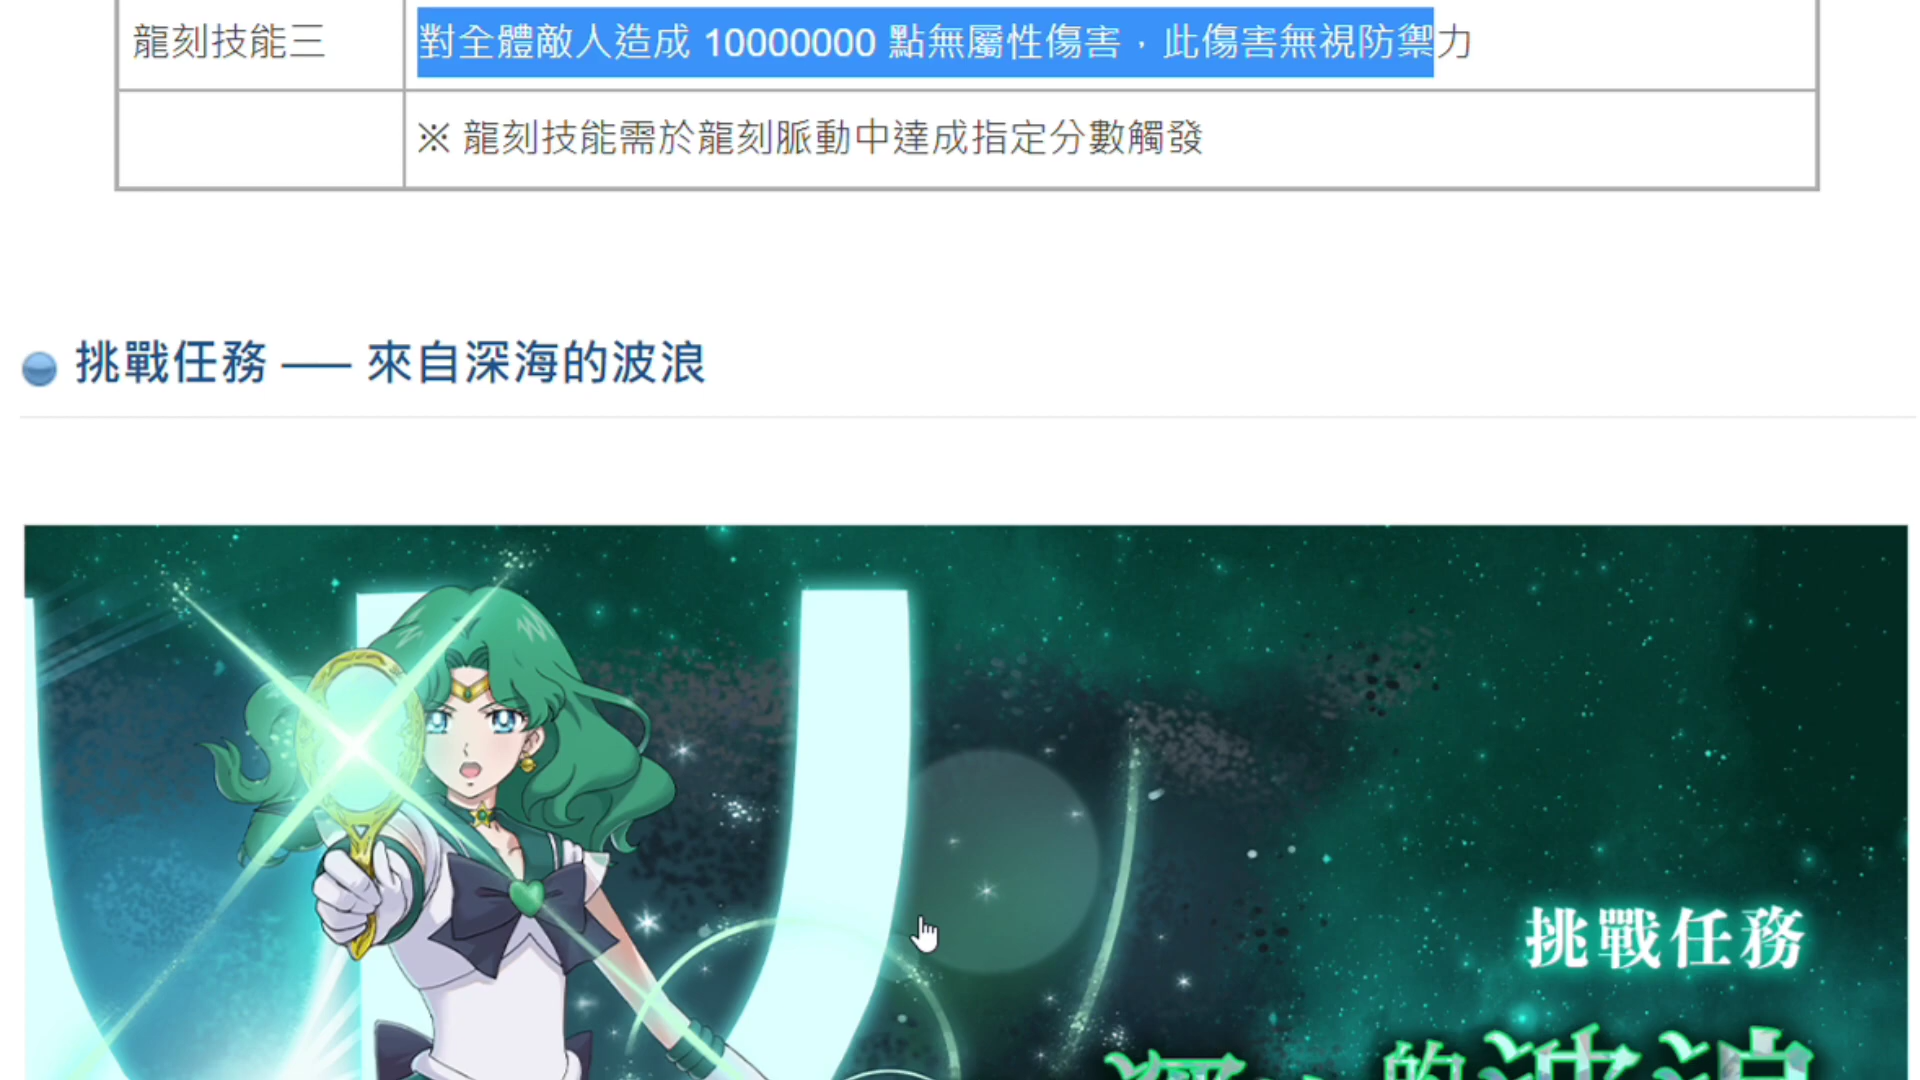 龍刻技能三
對全體敵人造成 10000000 點無屬性傷害，此傷害無視防禦力
※ 龍刻技能需於龍刻脈動中達成指定分數觸發
挑戰任務 —— 來自深海的波浪
挑戰任務
的波浪